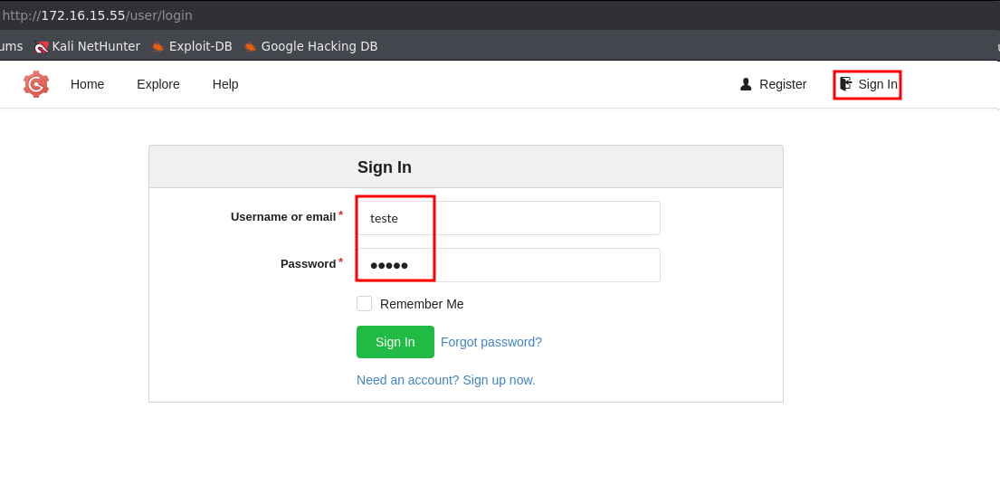 http://172.16.15.55/user/login
ums Kali NetHunter Exploit-DB Google Hacking DB
Home Explore Help Register Sign In
Sign In
Username or email* teste
Password* ●●●●●
Remember Me
Sign In Forgot password?
Need an account? Sign up now.